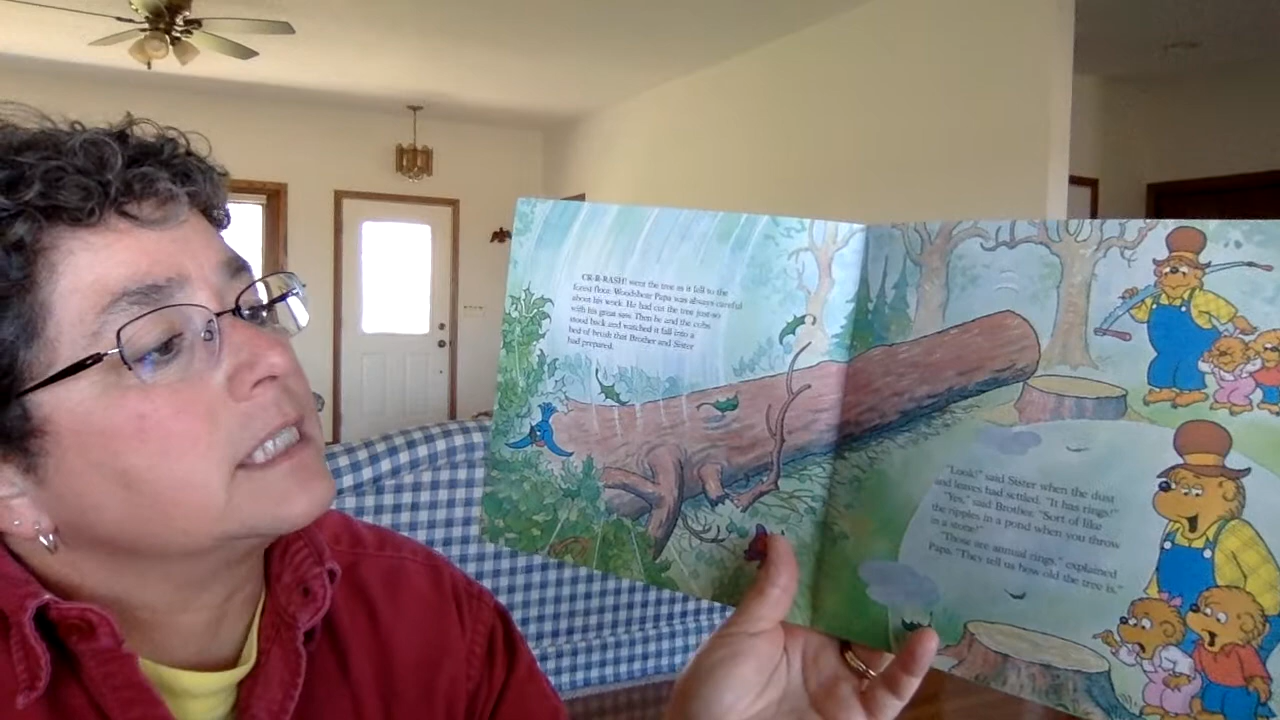 CR-R-RASH! went the tree as it fell to the
forest floor. Woodsbear Papa was always careful
about his work. He had cut the tree just-so
with his great saw. Then he and the cubs
stood back and watched it fall into a
bed of brush that Brother and Sister
had prepared.
"Look!" said Sister when the dust
and leaves had settled. "It has rings!"
"Yes," said Brother. "Sort of like
the ripples in a pond when you throw
in a stone!"
"Those are annual rings," explained
Papa. "They tell us how old the tree is."